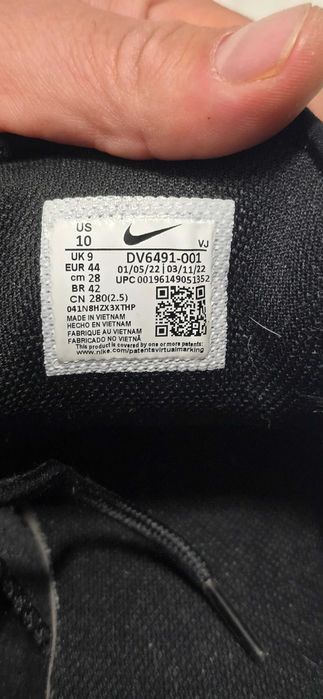 US
10
VJ
UK 9
DV6491-001
EUR 44
01/05/22 | 03/11/22
cm 28
UPC 00196149051352
BR 42
CN 280(2.5)
041N8HZX3XTHP
MADE IN VIETNAM
HECHO EN VIETNAM
FABRIQUE AU VIETNAM
FABRICADO NO VIETNÃ
This product is covered by one or more patents:
www.nike.com/patentsvirtualmarking